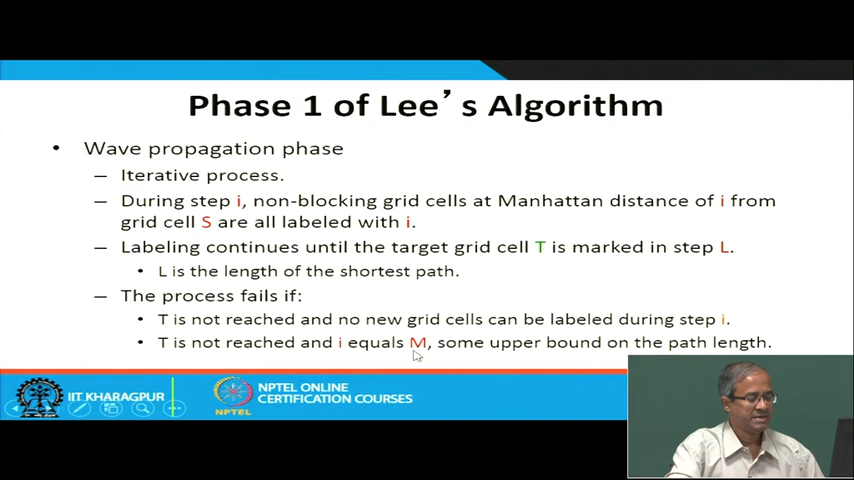 Phase 1 of Lee's Algorithm
• Wave propagation phase
– Iterative process.
– During step i, non-blocking grid cells at Manhattan distance of i from
grid cell S are all labeled with i.
– Labeling continues until the target grid cell T is marked in step L.
• L is the length of the shortest path.
– The process fails if:
• T is not reached and no new grid cells can be labeled during step i.
• T is not reached and i equals M, some upper bound on the path length.
IIT KHARAGPUR
NPTEL
NPTEL ONLINE
CERTIFICATION COURSES